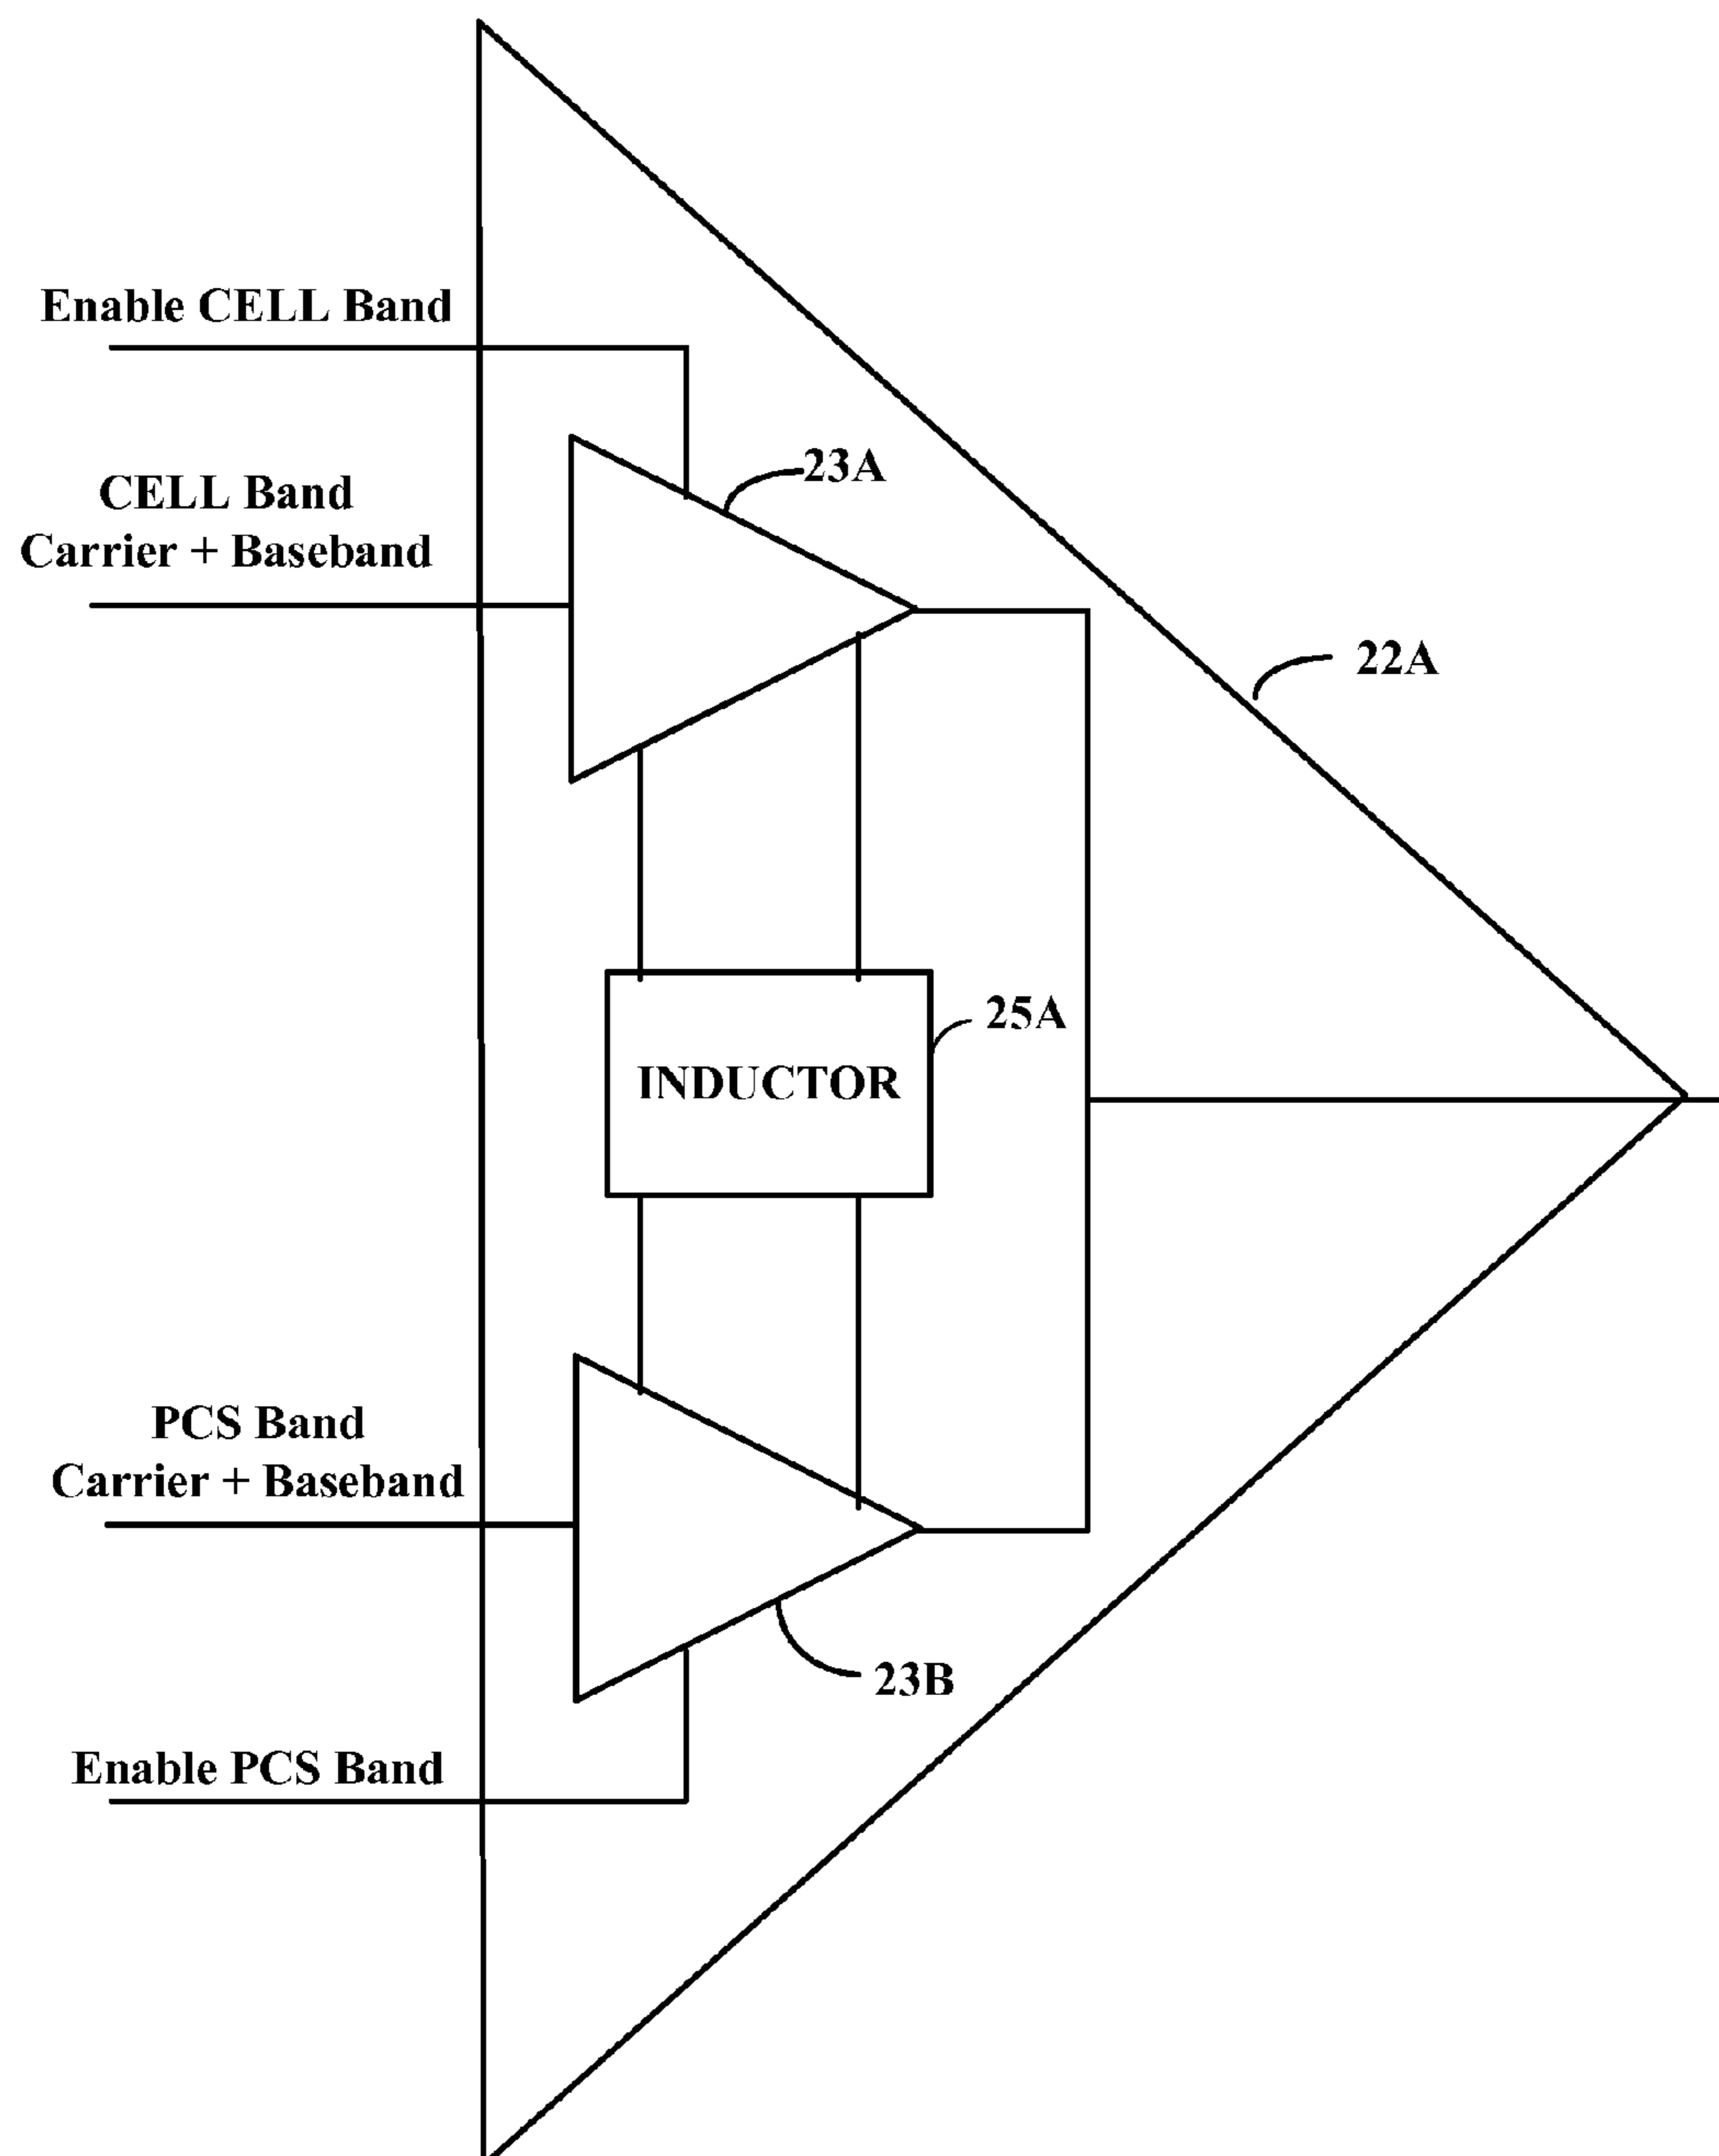 Enable CELL Band
CELL Band
Carrier + Baseband
23A
22A
25A
INDUCTOR
PCS Band
Carrier + Baseband
23B
Enable PCS Band